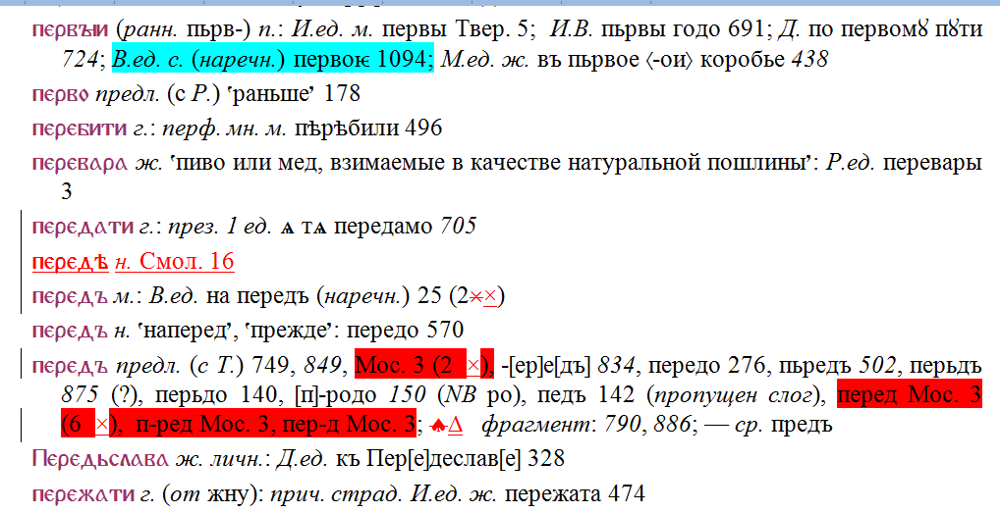 первъıи (ранн. пьрв-) п.: И.ед. м. первы Твер. 5; И.В. пьрвы годо 691; Д. по первомꙋ пꙋти
724; В.ед. с. (наречн.) первоѥ 1094; М.ед. ж. въ пьрвое ⟨-ои⟩ коробье 438
перво предл. (с Р.) ‘раньше’ 178
перебити г.: перф. мн. м. пѣрѣбили 496
перевара ж. ‘пиво или мед, взимаемые в качестве натуральной пошлины’: Р.ед. перевары
3
передати г.: през. 1 ед. ѧ тѧ передамо 705
передѣ н. Смол. 16
передъ м.: В.ед. на передъ (наречн.) 25 (2×)
передъ н. ‘наперед’, ‘прежде’: передо 570
передъ предл. (с Т.) 749, 849, Мос. 3 (2 ×), -[ер]е[дъ] 834, передо 276, пьредъ 502, перьдъ
875 (?), перьдо 140, [п]-родо 150 (NB ро), педъ 142 (пропущен слог), перед Мос. 3
(6 ×), п-ред Мос. 3, пер-д Мос. 3; ♠Δ фрагмент: 790, 886; — ср. предъ
Передьслава ж. личн.: Д.ед. къ Пер[е]деслав[е] 328
пережати г. (от жну): прич. страд. И.ед. ж. пережата 474